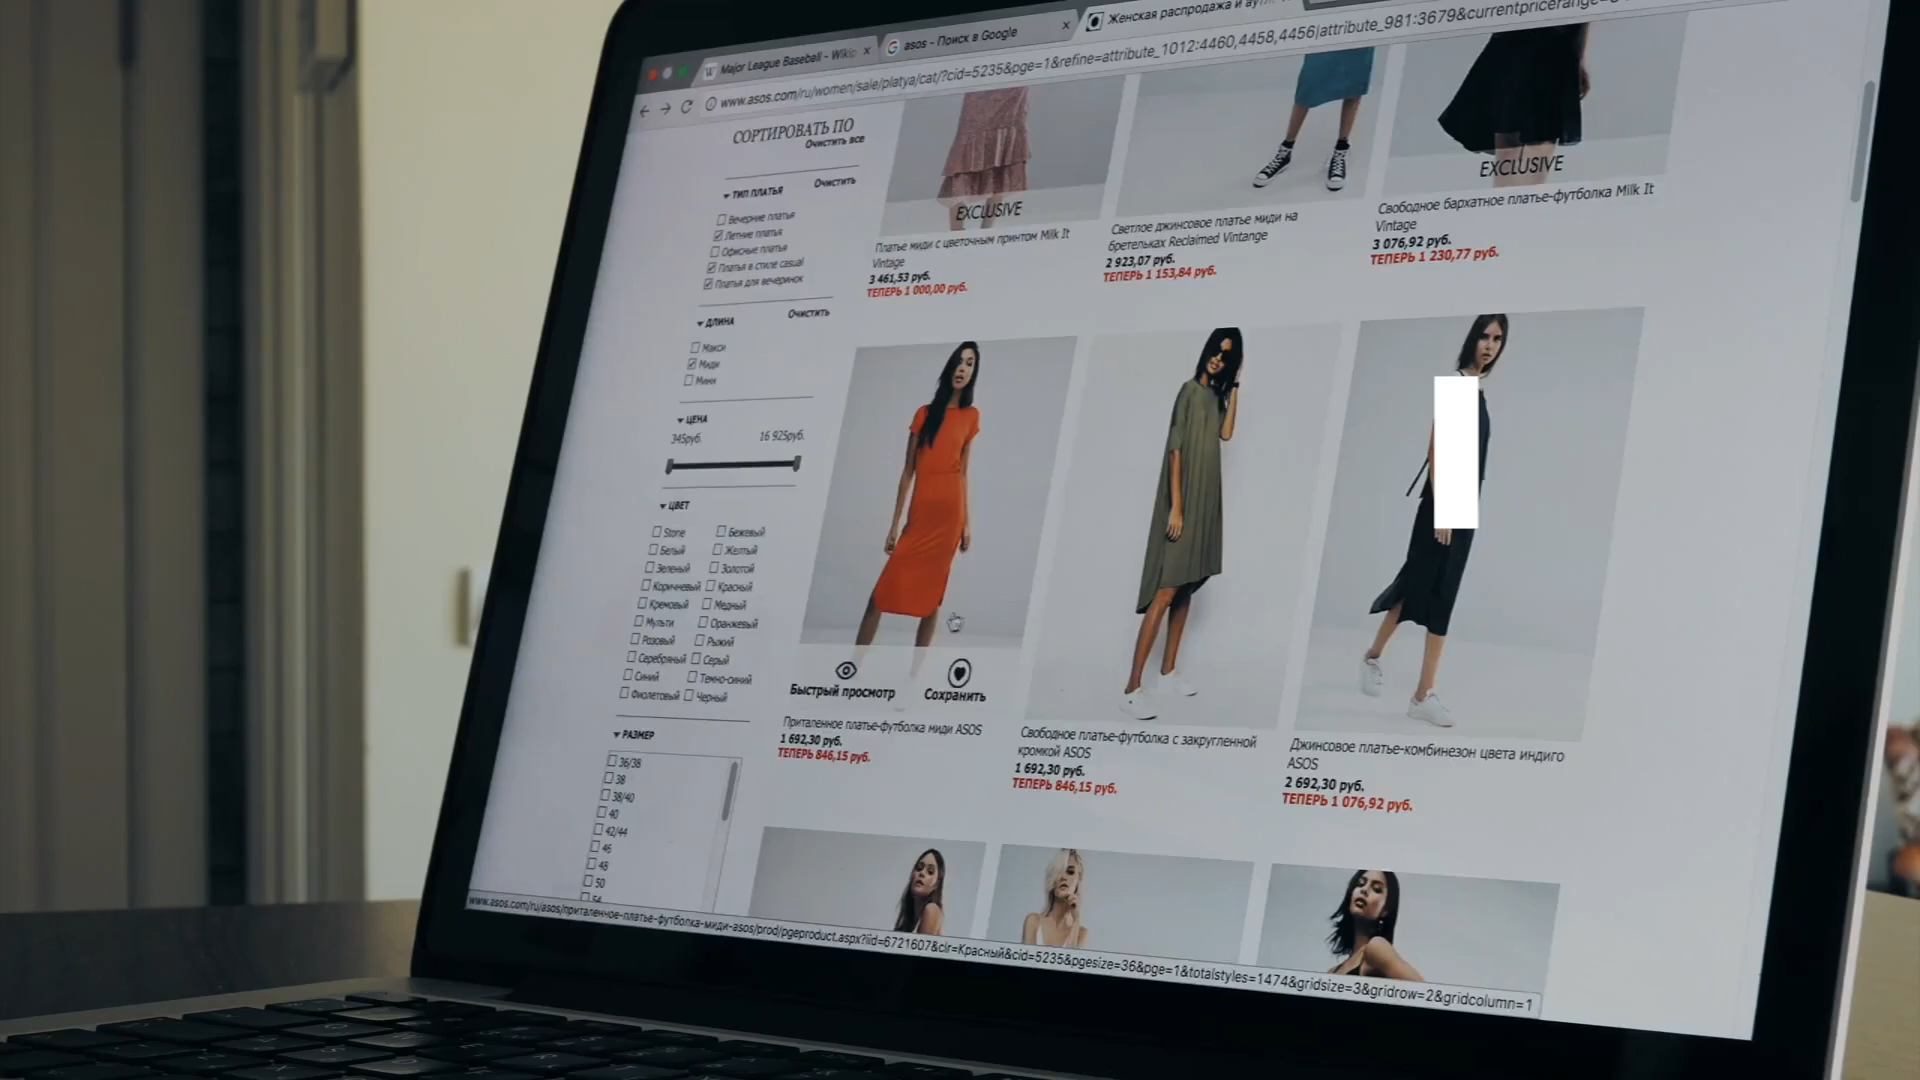 Major League Baseball – Wikip
asos - Поиск в Google
Женская распродажа и ау
www.asos.com/ru/women/sale/platya/cat/?cid=5235&pge=1&refine=attribute_1012:4460,4458,4456|attribute_981:3679&currentpricerange=
СОРТИРОВАТЬ ПО
Очистить все
ТИП ПЛАТЬЯ
Очистить
Вечерние платья
Летние платья
Офисные платья
Платья в стиле casual
Платья для вечеринок
ДЛИНА
Очистить
Макси
Миди
Мини
ЦЕНА
345руб.
16 925руб.
ЦВЕТ
Stone
Бежевый
Белый
Желтый
Зеленый
Золотой
Коричневый
Красный
Кремовый
Медный
Мульти
Оранжевый
Розовый
Рыжий
Серебряный
Серый
Синий
Темно-синий
Фиолетовый
Черный
РАЗМЕР
36/38
38
38/40
40
42/44
46
48
50
54
EXCLUSIVE
Платье миди с цветочным принтом Milk It
Vintage
3 461,53 руб.
ТЕПЕРЬ 1 000,00 руб.
Светлое джинсовое платье миди на
бретельках Reclaimed Vintange
2 923,07 руб.
ТЕПЕРЬ 1 153,84 руб.
EXCLUSIVE
Свободное бархатное платье-футболка Milk It
Vintage
3 076,92 руб.
ТЕПЕРЬ 1 230,77 руб.
Быстрый просмотр
Сохранить
Приталенное платье-футболка миди ASOS
1 692,30 руб.
ТЕПЕРЬ 846,15 руб.
Свободное платье-футболка с закругленной
кромкой ASOS
1 692,30 руб.
ТЕПЕРЬ 846,15 руб.
Джинсовое платье-комбинезон цвета индиго
ASOS
2 692,30 руб.
ТЕПЕРЬ 1 076,92 руб.
www.asos.com/ru/asos/приталенное-платье-футболка-миди-asos/prod/pgeproduct.aspx?iid=6721607&clr=Красный&cid=5235&pgesize=36&pge=1&totalstyles=1474&gridsize=3&gridrow=2&gridcolumn=1